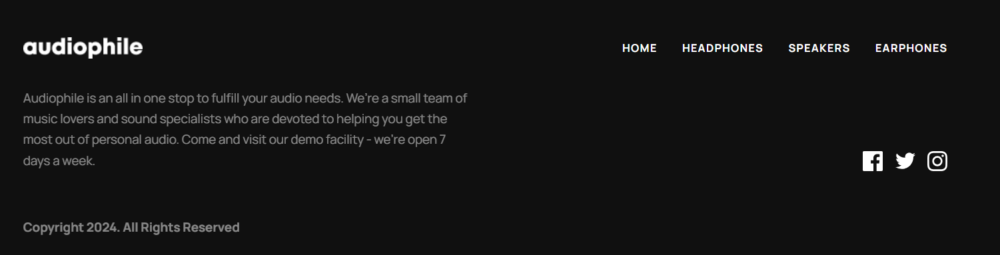 audiophile
HOME HEADPHONES SPEAKERS EARPHONES
Audiophile is an all in one stop to fulfill your audio needs. We're a small team of
music lovers and sound specialists who are devoted to helping you get the
most out of personal audio. Come and visit our demo facility - we're open 7
days a week.
Copyright 2024. All Rights Reserved